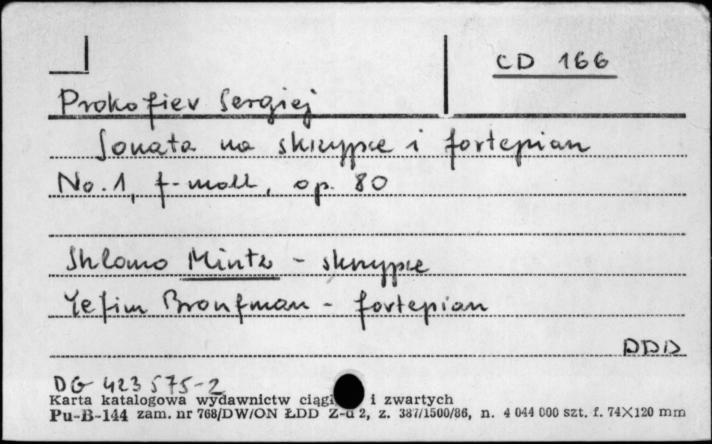 CD 166
Prokofiev Sergiej
Sonata na skrzypce i fortepian
No. 1, f-moll, op. 80
Shlomo Mintz - skrzypce
Yefim Bronfman - fortepian
DDD
DG 423 575-2
Karta katalogowa wydawnictw ciągł i zwartych
Pu-B-144 zam. nr 768/DW/ON ŁDD Z-d 2, z. 387/1500/86, n. 4 044 000 szt. f. 74X120 mm